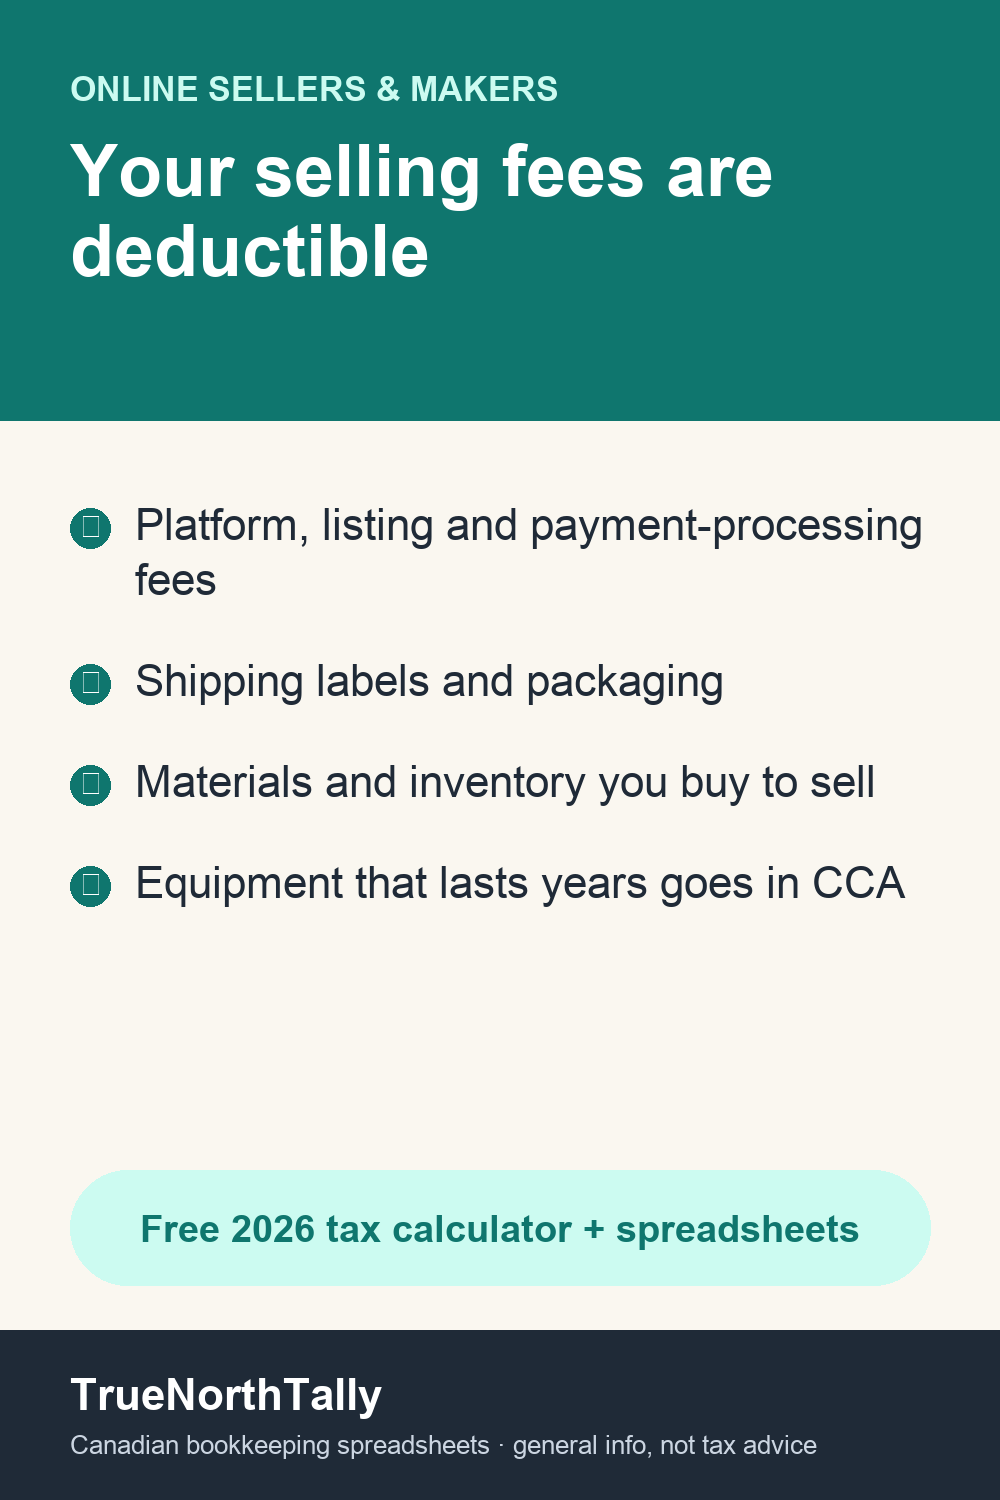 ONLINE SELLERS & MAKERS
Your selling fees are
deductible
Platform, listing and payment-processing
fees
Shipping labels and packaging
Materials and inventory you buy to sell
Equipment that lasts years goes in CCA
Free 2026 tax calculator + spreadsheets
TrueNorthTally
Canadian bookkeeping spreadsheets · general info, not tax advice